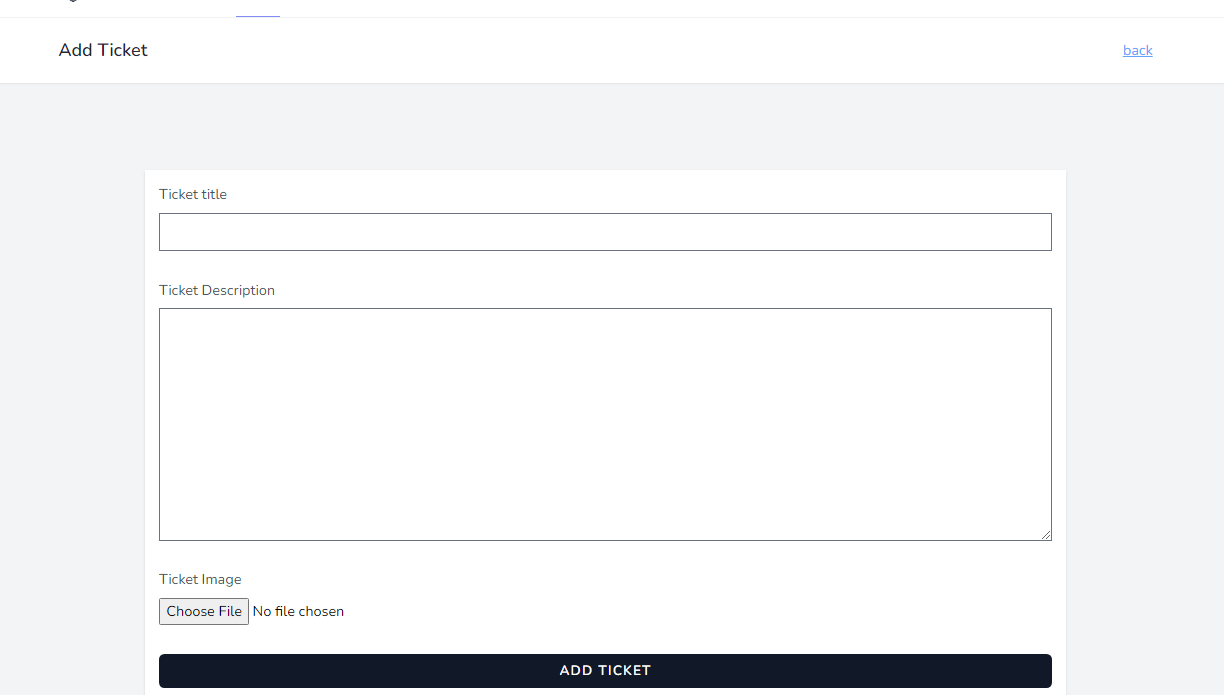 Add Ticket
back
Ticket title
Ticket Description
Ticket Image
Choose File No file chosen
ADD TICKET